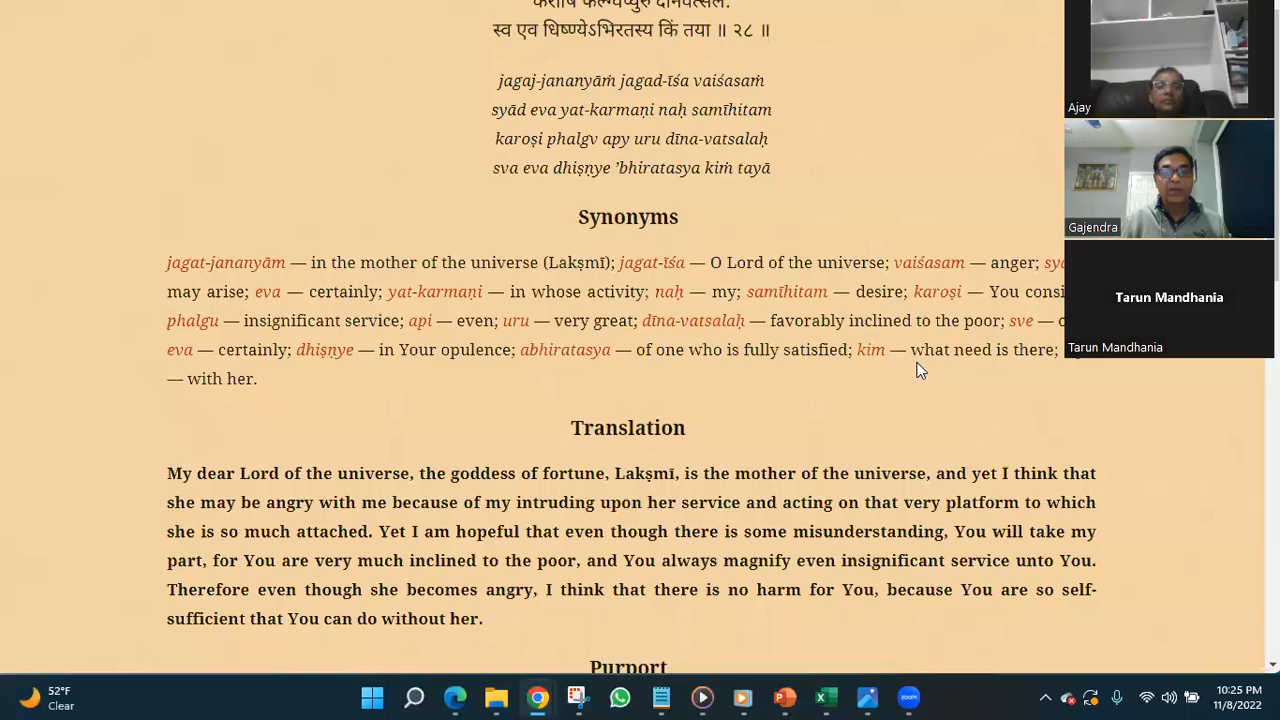 स्व एव धिष्ण्येऽभिरतस्य किं तया ॥ २८ ॥
jagaj-jananyāṁ jagad-īśa vaiśasaṁ
syād eva yat-karmaṇi naḥ samīhitam
karoṣi phalgv apy uru dīna-vatsalaḥ
sva eva dhiṣṇye 'bhiratasya kiṁ tayā
Synonyms
jagat-jananyām — in the mother of the universe (Lakṣmī); jagat-īśa — O Lord of the universe; vaiśasam — anger;
may arise; eva — certainly; yat-karmaṇi — in whose activity; naḥ — my; samīhitam — desire; karoṣi — You
phalgu — insignificant service; api — even; uru — very great; dīna-vatsalaḥ — favorably inclined to the poor; sve —
eva — certainly; dhiṣṇye — in Your opulence; abhiratasya — of one who is fully satisfied; kim — what need is there;
— with her.
Translation
My dear Lord of the universe, the goddess of fortune, Lakṣmī, is the mother of the universe, and yet I think that
she may be angry with me because of my intruding upon her service and acting on that very platform to which
she is so much attached. Yet I am hopeful that even though there is some misunderstanding, You will take my
part, for You are very much inclined to the poor, and You always magnify even insignificant service unto You.
Therefore even though she becomes angry, I think that there is no harm for You, because You are so self-
sufficient that You can do without her.
Purport
Ajay
Gajendra
Tarun Mandhania
Tarun Mandhania
52°F
Clear
10:25 PM
11/8/2022